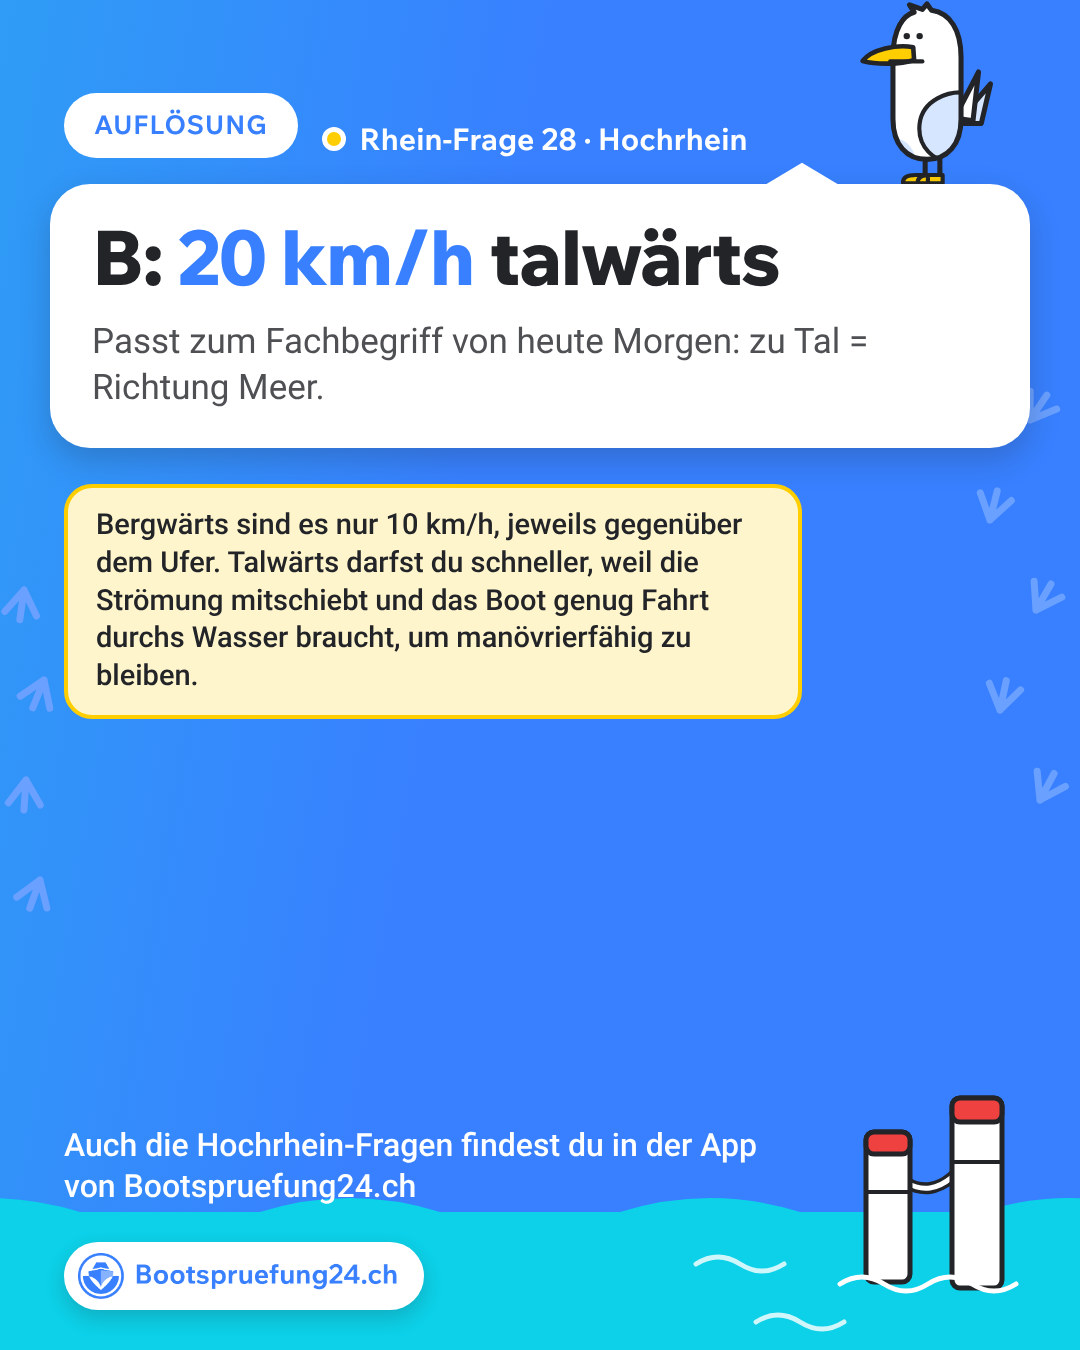 AUFLÖSUNG
Rhein-Frage 28 · Hochrhein
B: 20 km/h talwärts
Passt zum Fachbegriff von heute Morgen: zu Tal =
Richtung Meer.
Bergwärts sind es nur 10 km/h, jeweils gegenüber
dem Ufer. Talwärts darfst du schneller, weil die
Strömung mitschiebt und das Boot genug Fahrt
durchs Wasser braucht, um manövrierfähig zu
bleiben.
Auch die Hochrhein-Fragen findest du in der App
von Bootspruefung24.ch
Bootspruefung24.ch